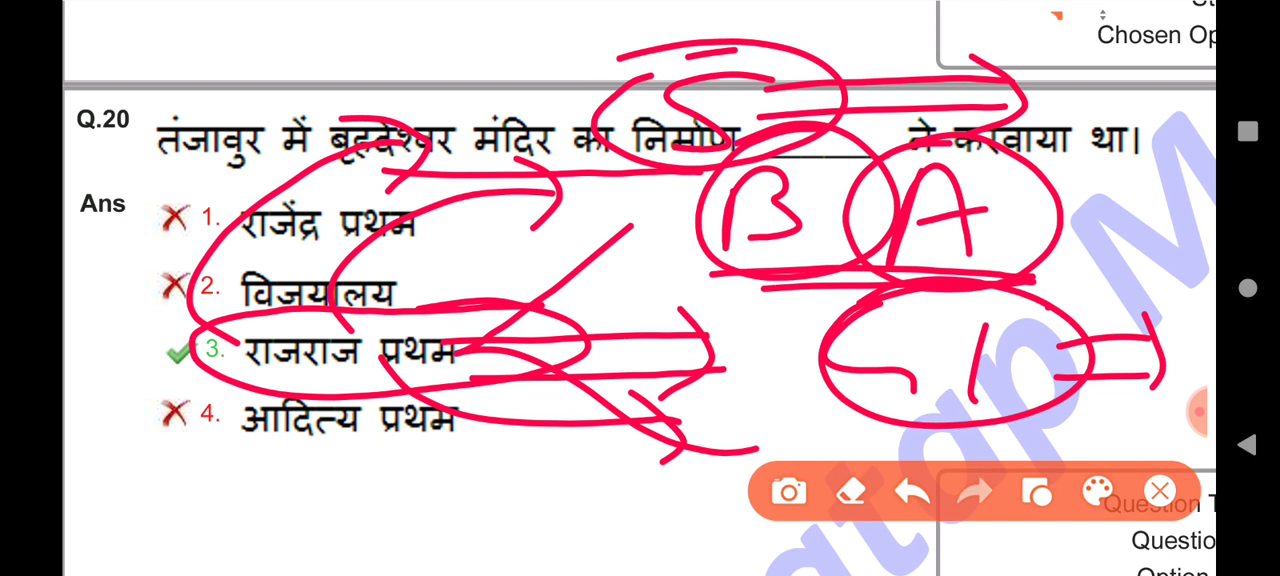 Chosen Op
Q.20 तंजावुर में बृहदेश्वर मंदिर का निर्माण ______ ने करवाया था।
Ans
1. राजेंद्र प्रथम
2. विजयालय
3. राजराज प्रथम
4. आदित्य प्रथम
B A
Question T
Questio
Option